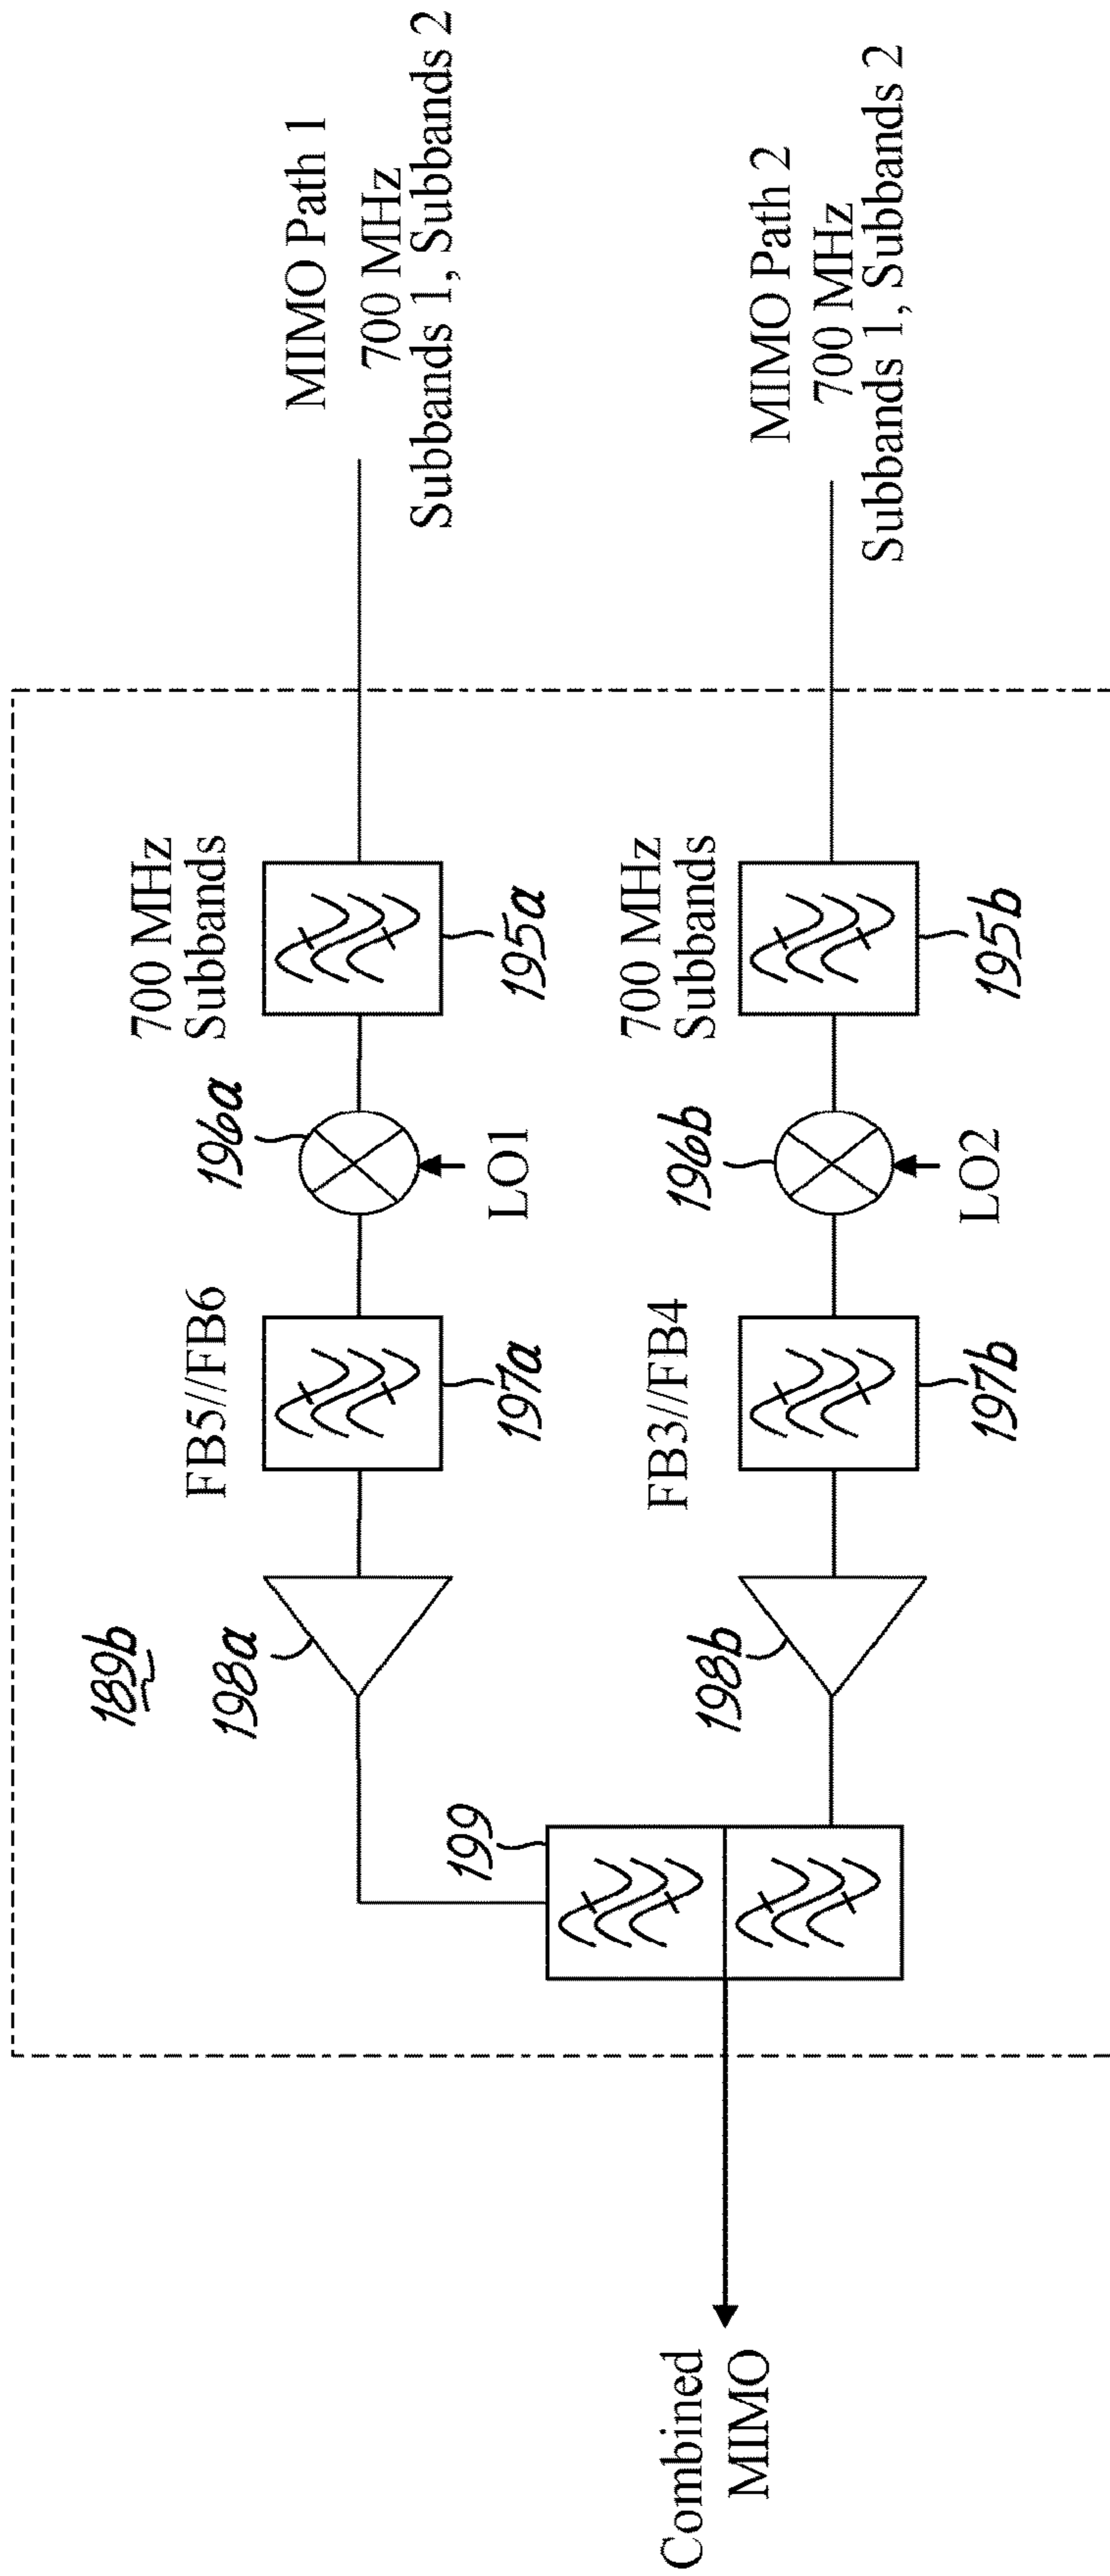 189b
198a
FB5//FB6
196a
700 MHz
Subbands
MIMO Path 1
700 MHz
Subbands 1, Subbands 2
199
197a
LO1
195a
Combined
MIMO
198b
FB3//FB4
196b
700 MHz
Subbands
MIMO Path 2
700 MHz
Subbands 1, Subbands 2
197b
LO2
195b